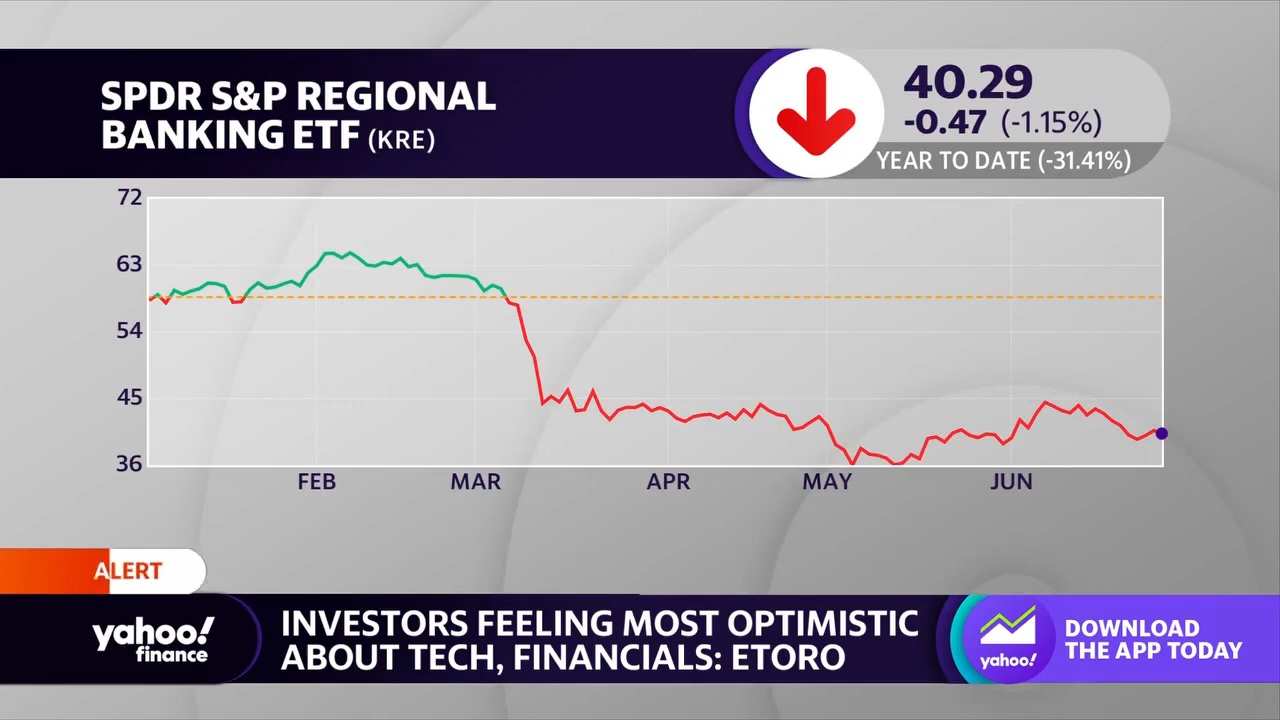 SPDR S&P REGIONAL
BANKING ETF (KRE)
40.29
-0.47 (-1.15%)
YEAR TO DATE (-31.41%)
72
63
54
45
36
FEB MAR APR MAY JUN
ALERT
yahoo!
finance
INVESTORS FEELING MOST OPTIMISTIC
ABOUT TECH, FINANCIALS: ETORO
yahoo!
DOWNLOAD
THE APP TODAY